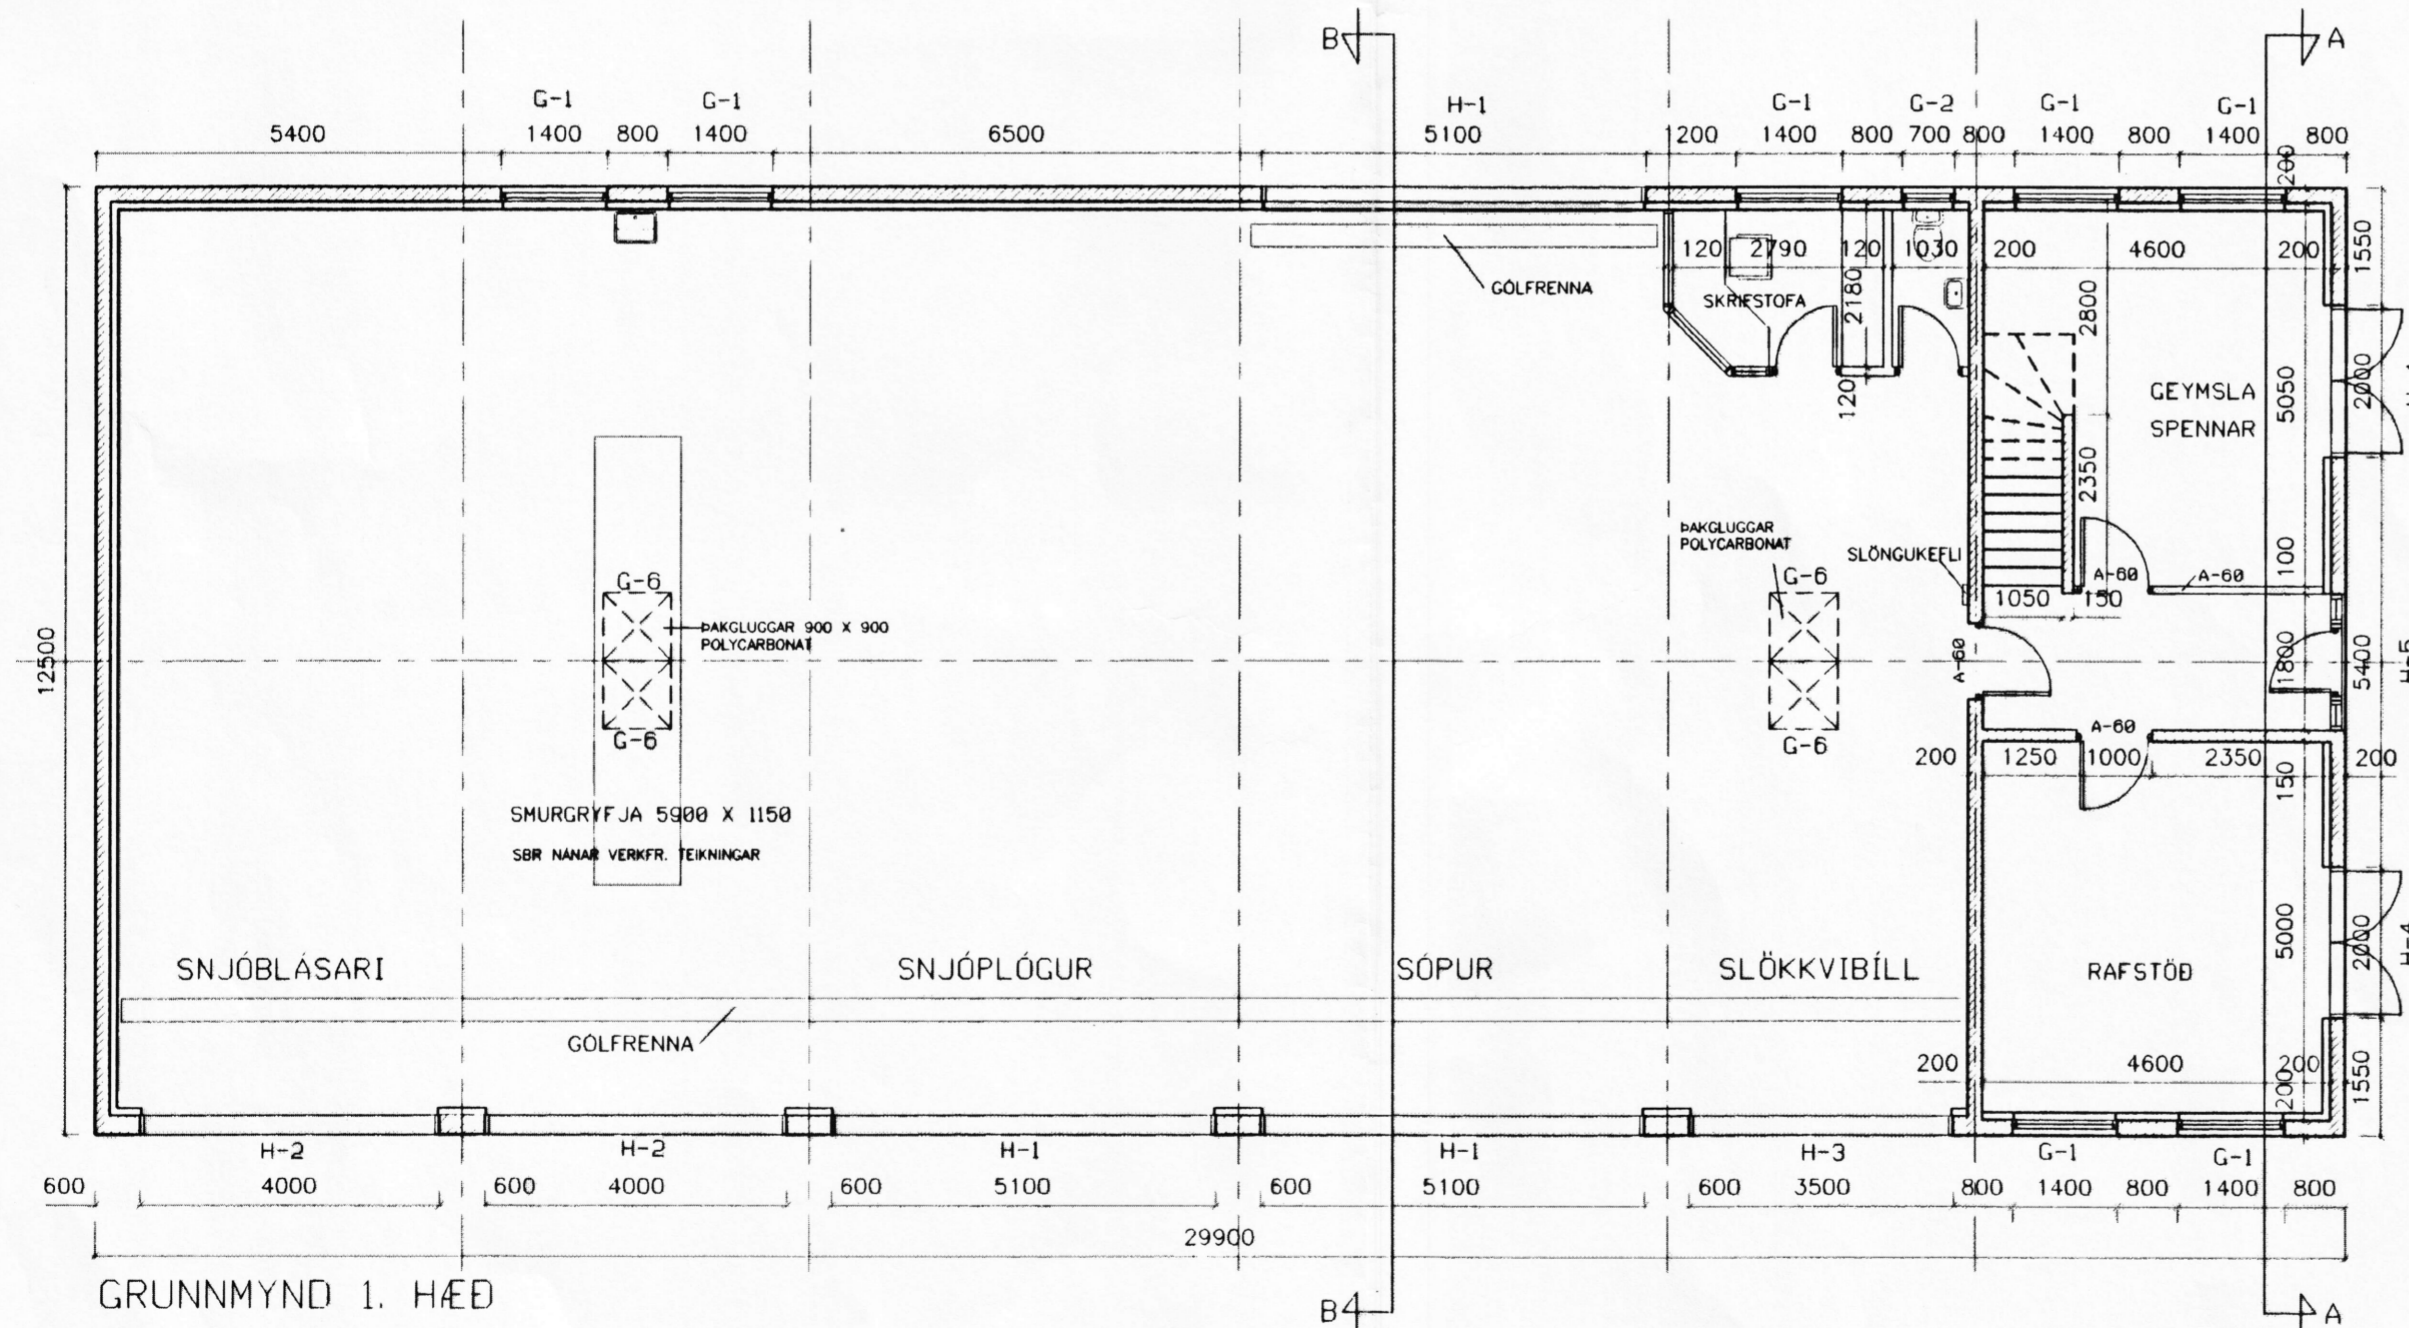 B A
G-1 G-1 H-1 G-1 G-2 G-1 G-1
5400 1400 800 1400 6500 5100 1200 1400 800 700 800 1400 800 1400 800
200
120 2790 120 1030 200 4600 200 1550
GÓLFRENNA
SKRIFSTOFA
2180 2800
120
GEYMSLA
SPENNAR
5050 2000
2350
ÞAKGLUGGAR
POLYCARBONAT
SLÖNGUKEFLI
100
G-6 G-6
A-60 A-60
1050 150
ÞAKGLUGGAR 900 X 900
POLYCARBONAT
12500
A-60
1800 5400 H-5
G-6 G-6
A-60
200 1250 1000 2350 200
150
SMURGRYFJA 5900 X 1150
SBR NÁNAR VERKFR. TEIKNINGAR
5000 2000 H-4
SNJÓBLÁSARI SNJÓPLÓGUR SÓPUR SLÖKKVIBÍLL RAFSTÖÐ
GÓLFRENNA
200 4600 200
200 1550
H-2 H-2 H-1 H-1 H-3 G-1 G-1
600 4000 600 4000 600 5100 600 5100 600 3500 800 1400 800 1400 800
29900
GRUNNMYND 1. HÆÐ
B A